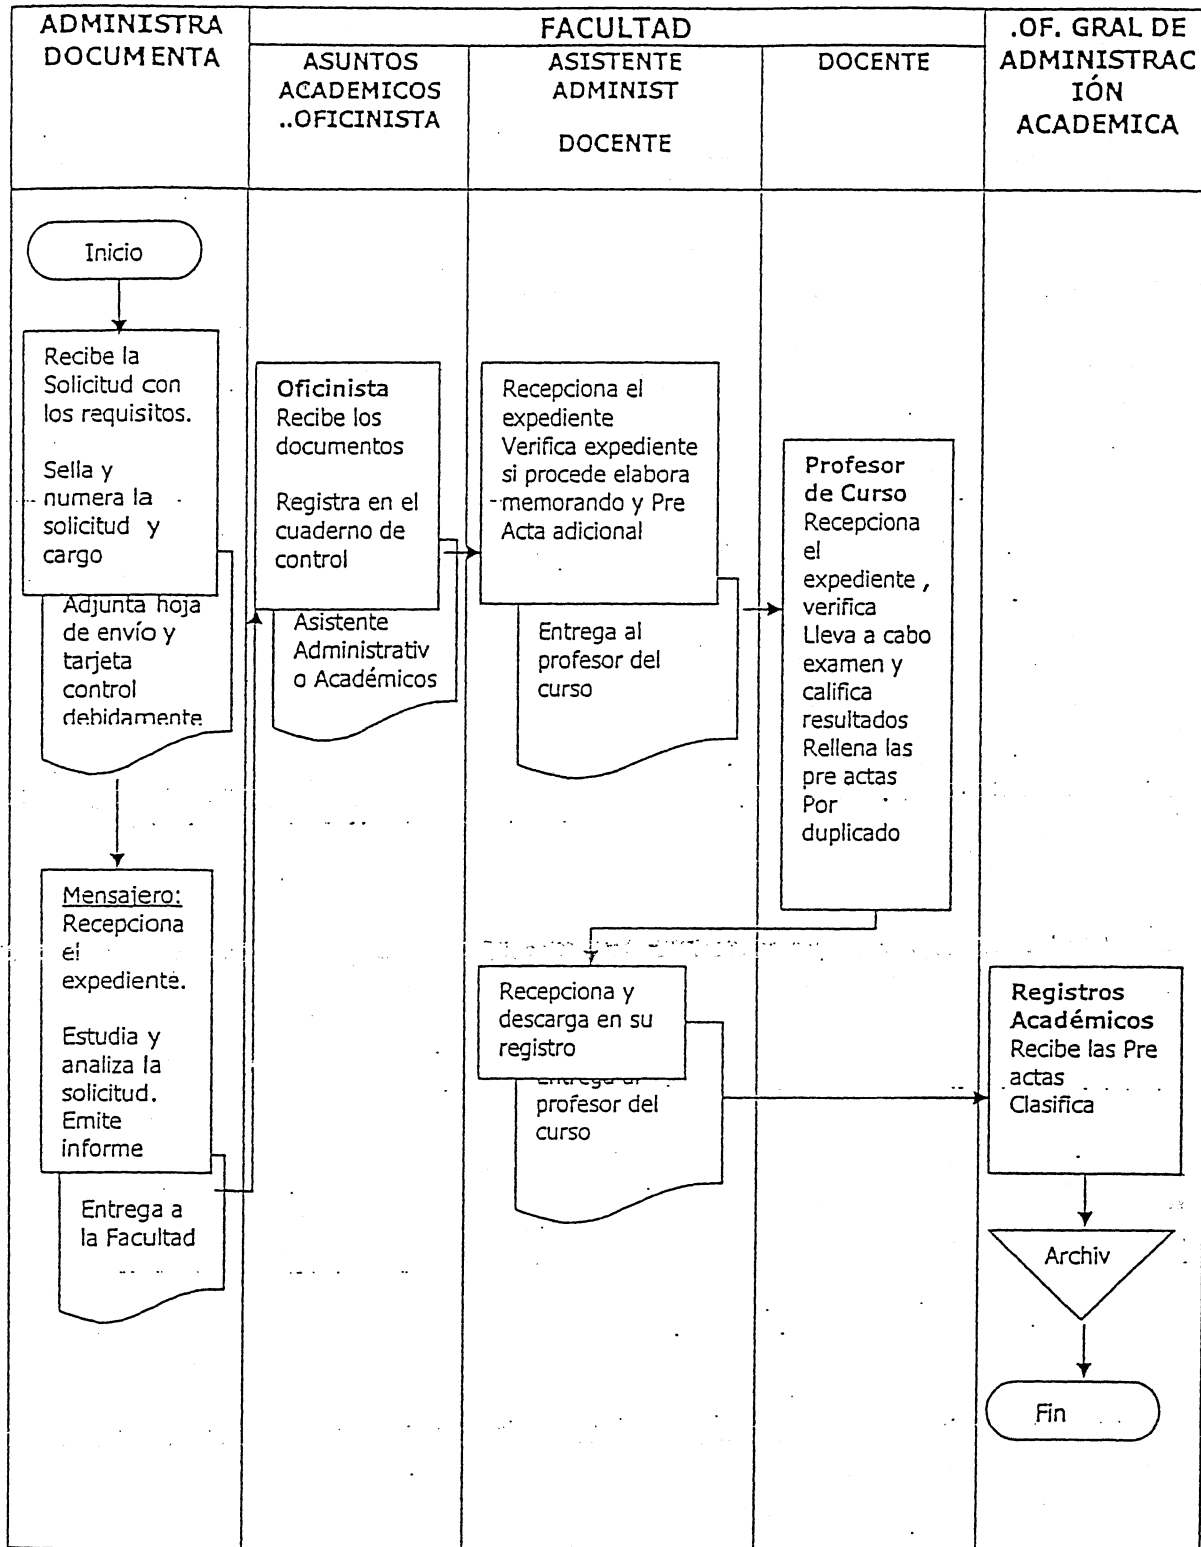 ADMINISTRA
DOCUMENTA
FACULTAD
ASUNTOS
ACADEMICOS
..OFICINISTA
ASISTENTE
ADMINIST
DOCENTE
DOCENTE
.OF. GRAL DE
ADMINISTRAC
IÓN
ACADEMICA
Inicio
Recibe la
Solicitud con
los requisitos.
Sella y
numera la
solicitud y
cargo
Adjunta hoja
de envío y
tarjeta
control
debidamente
Mensajero:
Recepciona
el
expediente.
Estudia y
analiza la
solicitud.
Emite
informe
Entrega a
la Facultad
Oficinista
Recibe los
documentos
Registra en el
cuaderno de
control
Asistente
Administrativ
o Académicos
Recepciona el
expediente
Verifica expediente
si procede elabora
memorando y Pre
Acta adicional
Entrega al
profesor del
curso
Profesor
de Curso
Recepciona
el
expediente ,
verifica
Lleva a cabo
examen y
califica
resultados
Rellena las
pre actas
Por
duplicado
Recepciona y
descarga en su
registro
Entrega al
profesor del
curso
Registros
Académicos
Recibe las Pre
actas
Clasifica
Archiv
Fin